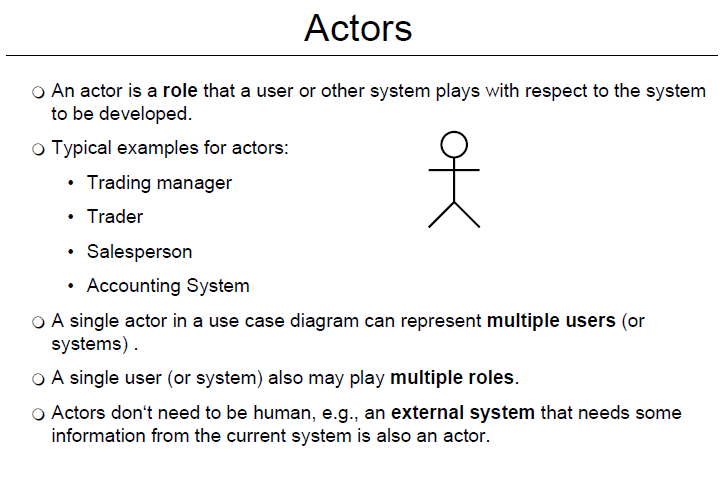 Actors
An actor is a role that a user or other system plays with respect to the system
to be developed.
Typical examples for actors:
• Trading manager
• Trader
• Salesperson
• Accounting System
A single actor in a use case diagram can represent multiple users (or
systems) .
A single user (or system) also may play multiple roles.
Actors don‘t need to be human, e.g., an external system that needs some
information from the current system is also an actor.